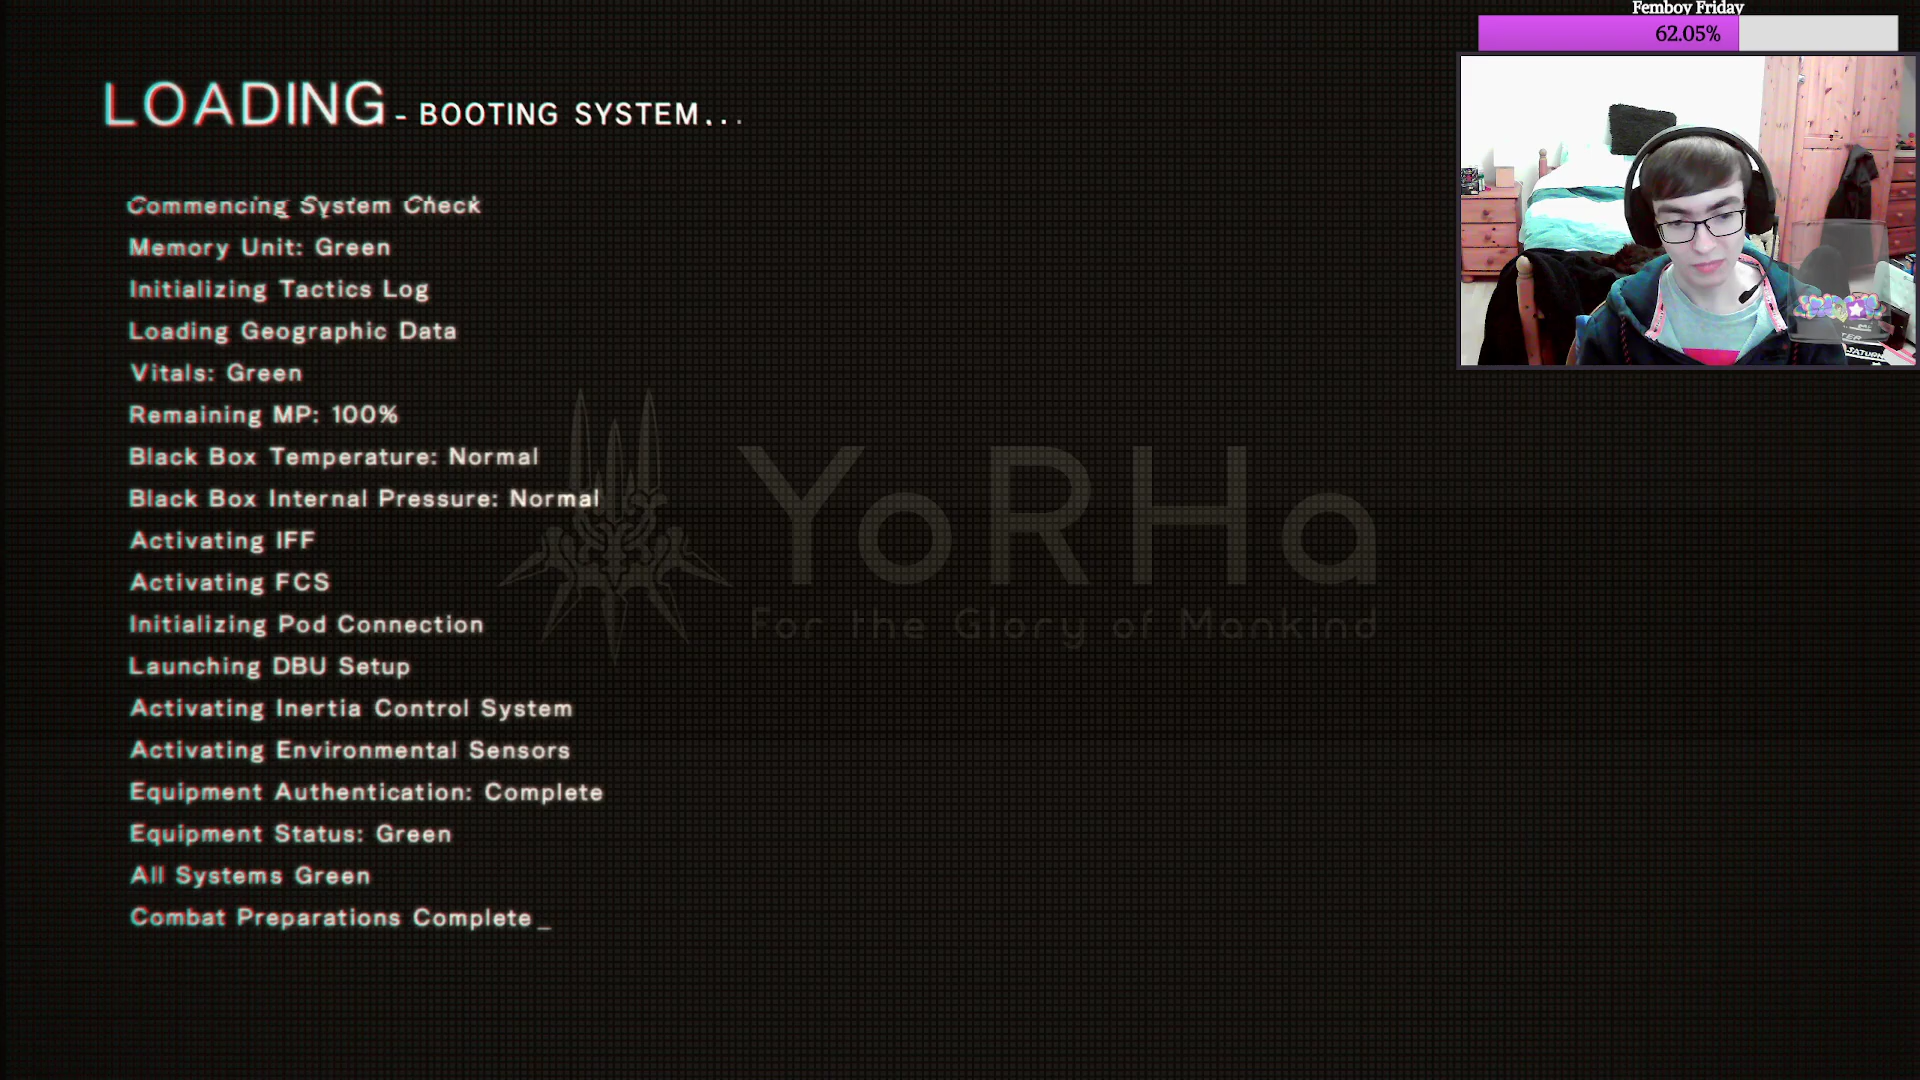 Femboy Friday
62.05%
LOADING - BOOTING SYSTEM...
Commencing System Check
Memory Unit: Green
Initializing Tactics Log
Loading Geographic Data
Vitals: Green
Remaining MP: 100%
Black Box Temperature: Normal
Black Box Internal Pressure: Normal
Activating IFF
Activating FCS
Initializing Pod Connection
Launching DBU Setup
Activating Inertia Control System
Activating Environmental Sensors
Equipment Authentication: Complete
Equipment Status: Green
All Systems Green
Combat Preparations Complete _
YoRHa
For the Glory of Mankind
SATURN